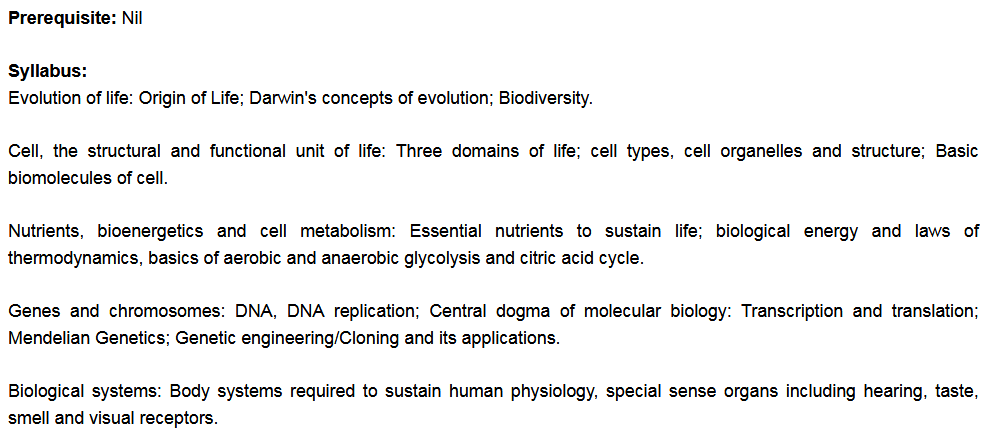 Prerequisite: Nil
Syllabus:
Evolution of life: Origin of Life; Darwin's concepts of evolution; Biodiversity.
Cell, the structural and functional unit of life: Three domains of life; cell types, cell organelles and structure; Basic
biomolecules of cell.
Nutrients, bioenergetics and cell metabolism: Essential nutrients to sustain life; biological energy and laws of
thermodynamics, basics of aerobic and anaerobic glycolysis and citric acid cycle.
Genes and chromosomes: DNA, DNA replication; Central dogma of molecular biology: Transcription and translation;
Mendelian Genetics; Genetic engineering/Cloning and its applications.
Biological systems: Body systems required to sustain human physiology, special sense organs including hearing, taste,
smell and visual receptors.